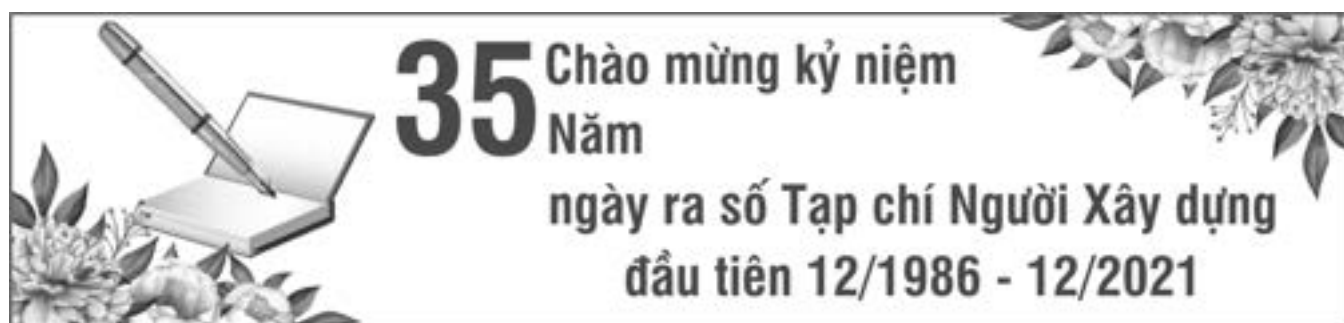 Chào mừng kỷ niệm
35 Năm
ngày ra số Tạp chí Người Xây dựng
đầu tiên 12/1986 - 12/2021